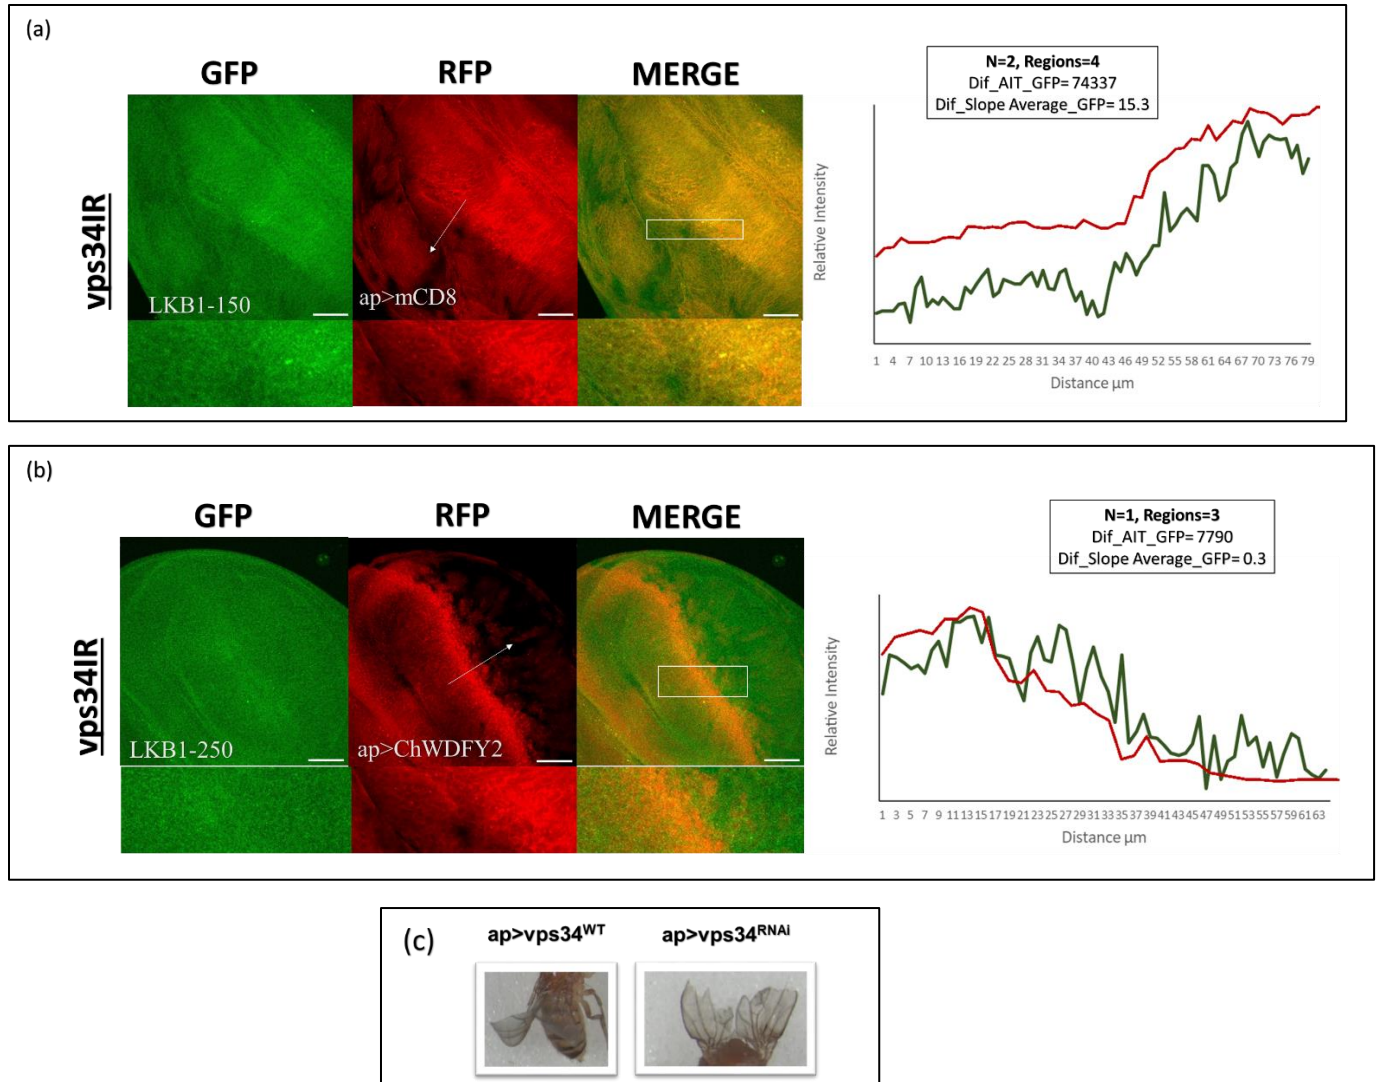 (a)
GFP RFP MERGE
vps34IR
LKB1-150
ap>mCD8
N=2, Regions=4
Dif_AIT_GFP= 74337
Dif_Slope Average_GFP= 15.3
Relative Intensity
1 4 7 10 13 16 19 22 25 28 31 34 37 40 43 46 49 52 55 58 61 64 67 70 73 76 79
Distance µm
(b)
GFP RFP MERGE
vps34IR
LKB1-250
ap>ChWDFY2
N=1, Regions=3
Dif_AIT_GFP= 7790
Dif_Slope Average_GFP= 0.3
Relative Intensity
1 3 5 7 9 11 13 15 17 19 21 23 25 27 29 31 33 35 37 39 41 43 45 47 49 51 53 55 57 59 61 63
Distance µm
(c)
ap>vps34WT ap>vps34RNAi